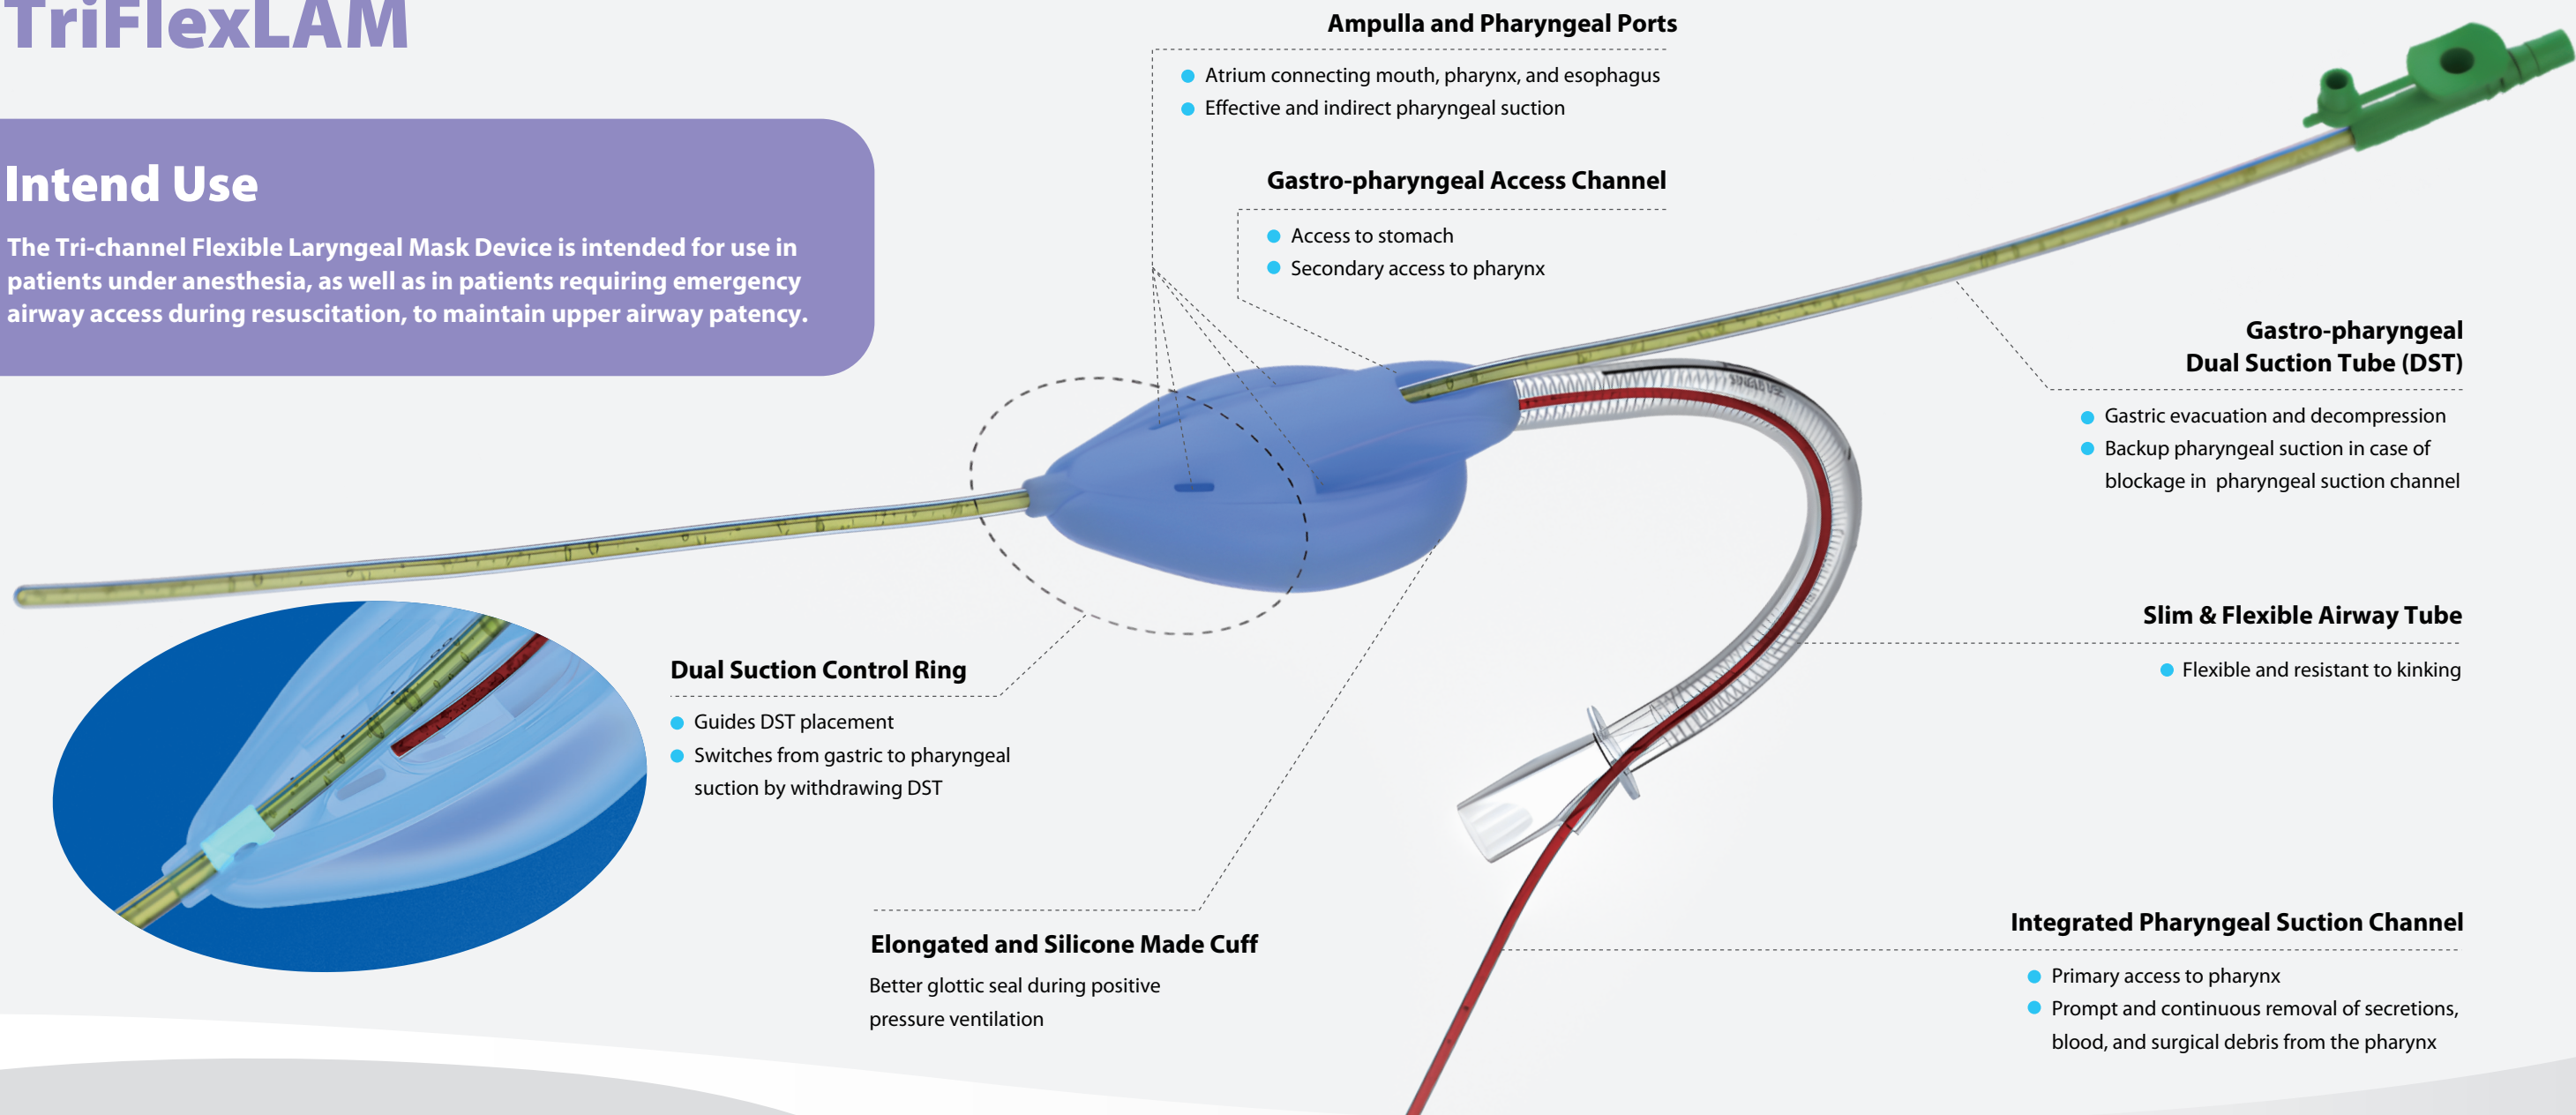 TriFlexLAM
Intend Use
The Tri-channel Flexible Laryngeal Mask Device is intended for use in
patients under anesthesia, as well as in patients requiring emergency
airway access during resuscitation, to maintain upper airway patency.
Ampulla and Pharyngeal Ports
Atrium connecting mouth, pharynx, and esophagus
Effective and indirect pharyngeal suction
Gastro-pharyngeal Access Channel
Access to stomach
Secondary access to pharynx
Gastro-pharyngeal
Dual Suction Tube (DST)
Gastric evacuation and decompression
Backup pharyngeal suction in case of
blockage in pharyngeal suction channel
Slim & Flexible Airway Tube
Flexible and resistant to kinking
Dual Suction Control Ring
Guides DST placement
Switches from gastric to pharyngeal
suction by withdrawing DST
Elongated and Silicone Made Cuff
Better glottic seal during positive
pressure ventilation
Integrated Pharyngeal Suction Channel
Primary access to pharynx
Prompt and continuous removal of secretions,
blood, and surgical debris from the pharynx